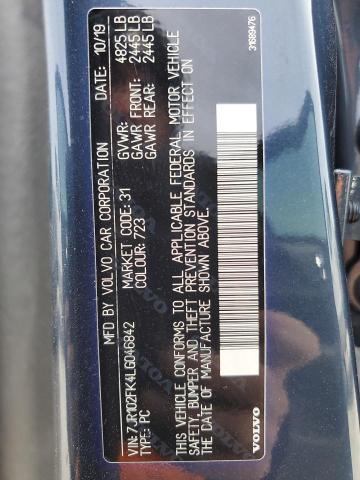 MFD BY VOLVO CAR CORPORATION 10/19
VIN: 7JR102FK4LG046842
TYPE: PC
MARKET CODE: 31
COLOUR: 723
GVWR: 4825 LB
GAWR FRONT: 2445 LB
GAWR REAR: 2445 LB
THIS VEHICLE CONFORMS TO ALL APPLICABLE FEDERAL MOTOR VEHICLE
SAFETY, BUMPER AND THEFT PREVENTION STANDARDS IN EFFECT ON
THE DATE OF MANUFACTURE SHOWN ABOVE.
VOLVO
31689476